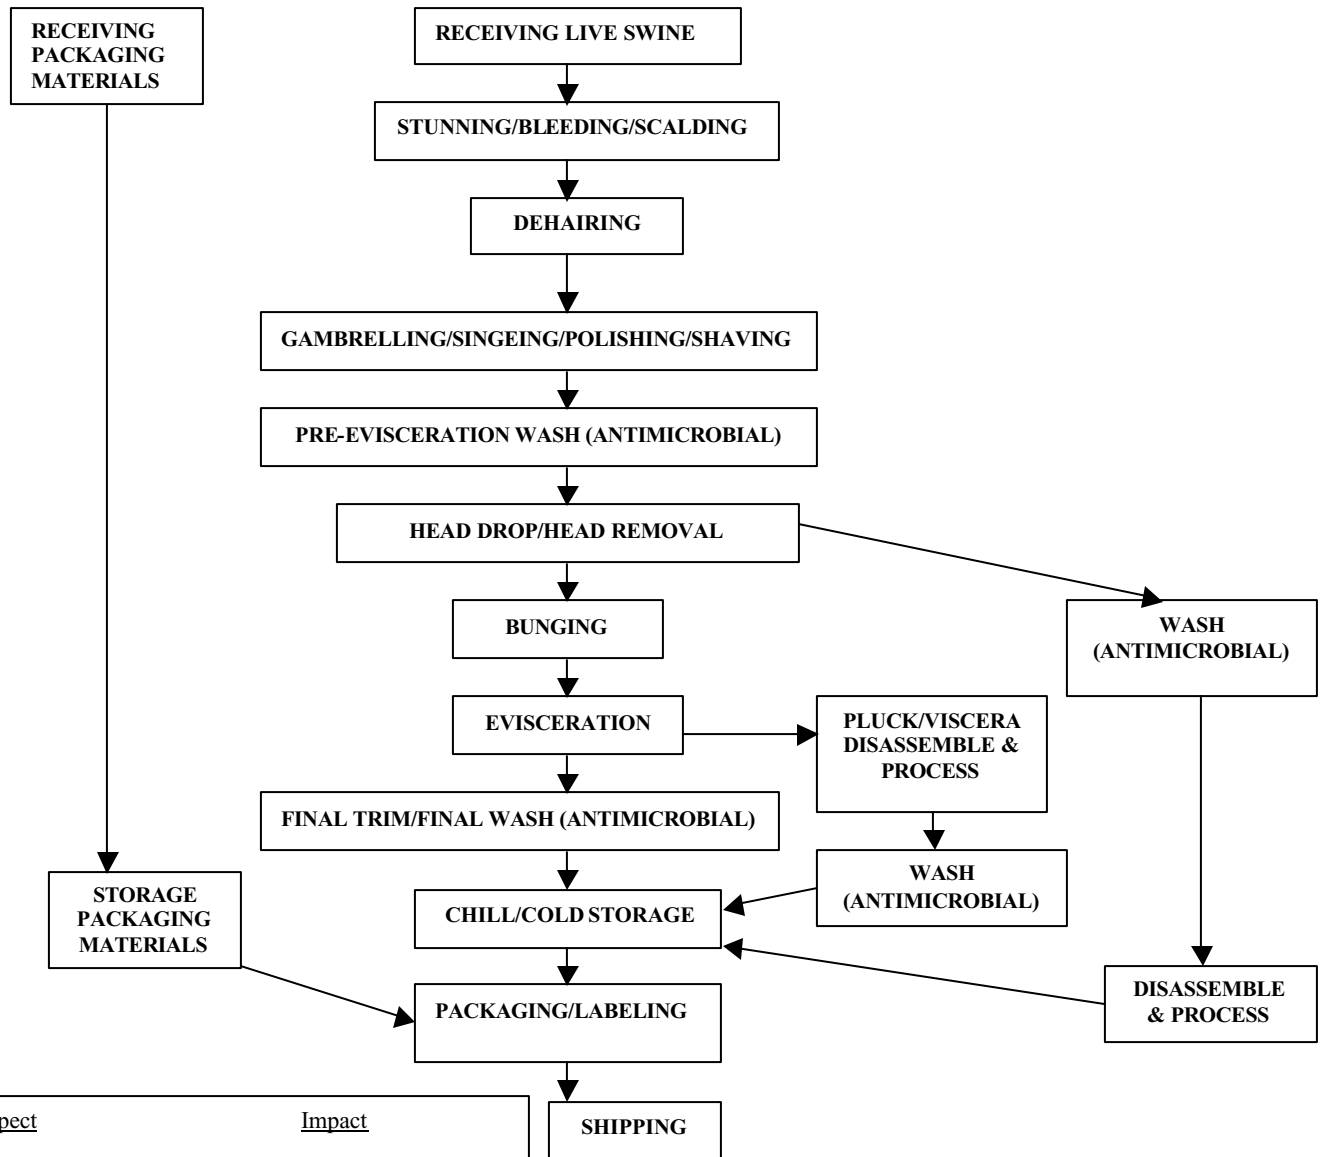 RECEIVING
PACKAGING
MATERIALS
RECEIVING LIVE SWINE
STUNNING/BLEEDING/SCALDING
DEHAIRING
GAMBRELLING/SINGEING/POLISHING/SHAVING
PRE-EVISCERATION WASH (ANTIMICROBIAL)
HEAD DROP/HEAD REMOVAL
BUNGING
WASH
(ANTIMICROBIAL)
EVISCERATION
PLUCK/VISCERA
DISASSEMBLE &
PROCESS
FINAL TRIM/FINAL WASH (ANTIMICROBIAL)
WASH
(ANTIMICROBIAL)
STORAGE
PACKAGING
MATERIALS
CHILL/COLD STORAGE
DISASSEMBLE
& PROCESS
PACKAGING/LABELING
pect
Impact
SHIPPING